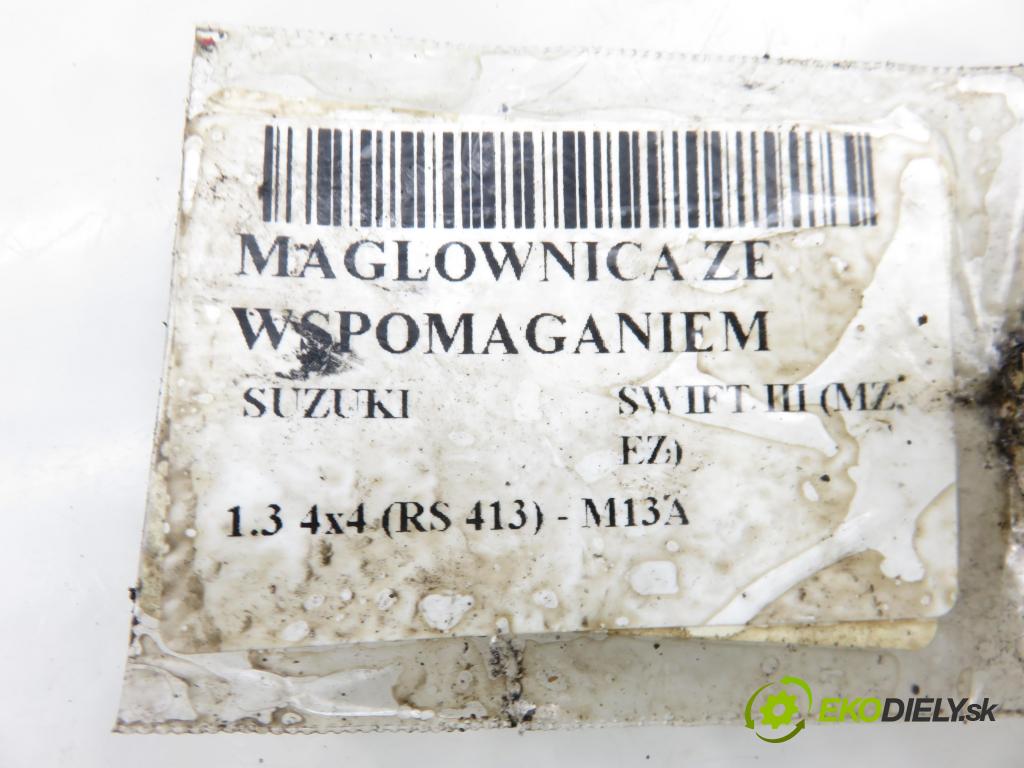 MAGLOWNICA ZE
WSPOMAGANIEM
SUZUKI SWIFT III (MZ,
EZ)
1.3 4x4 (RS 413) - M13A
EKODIELY.sk